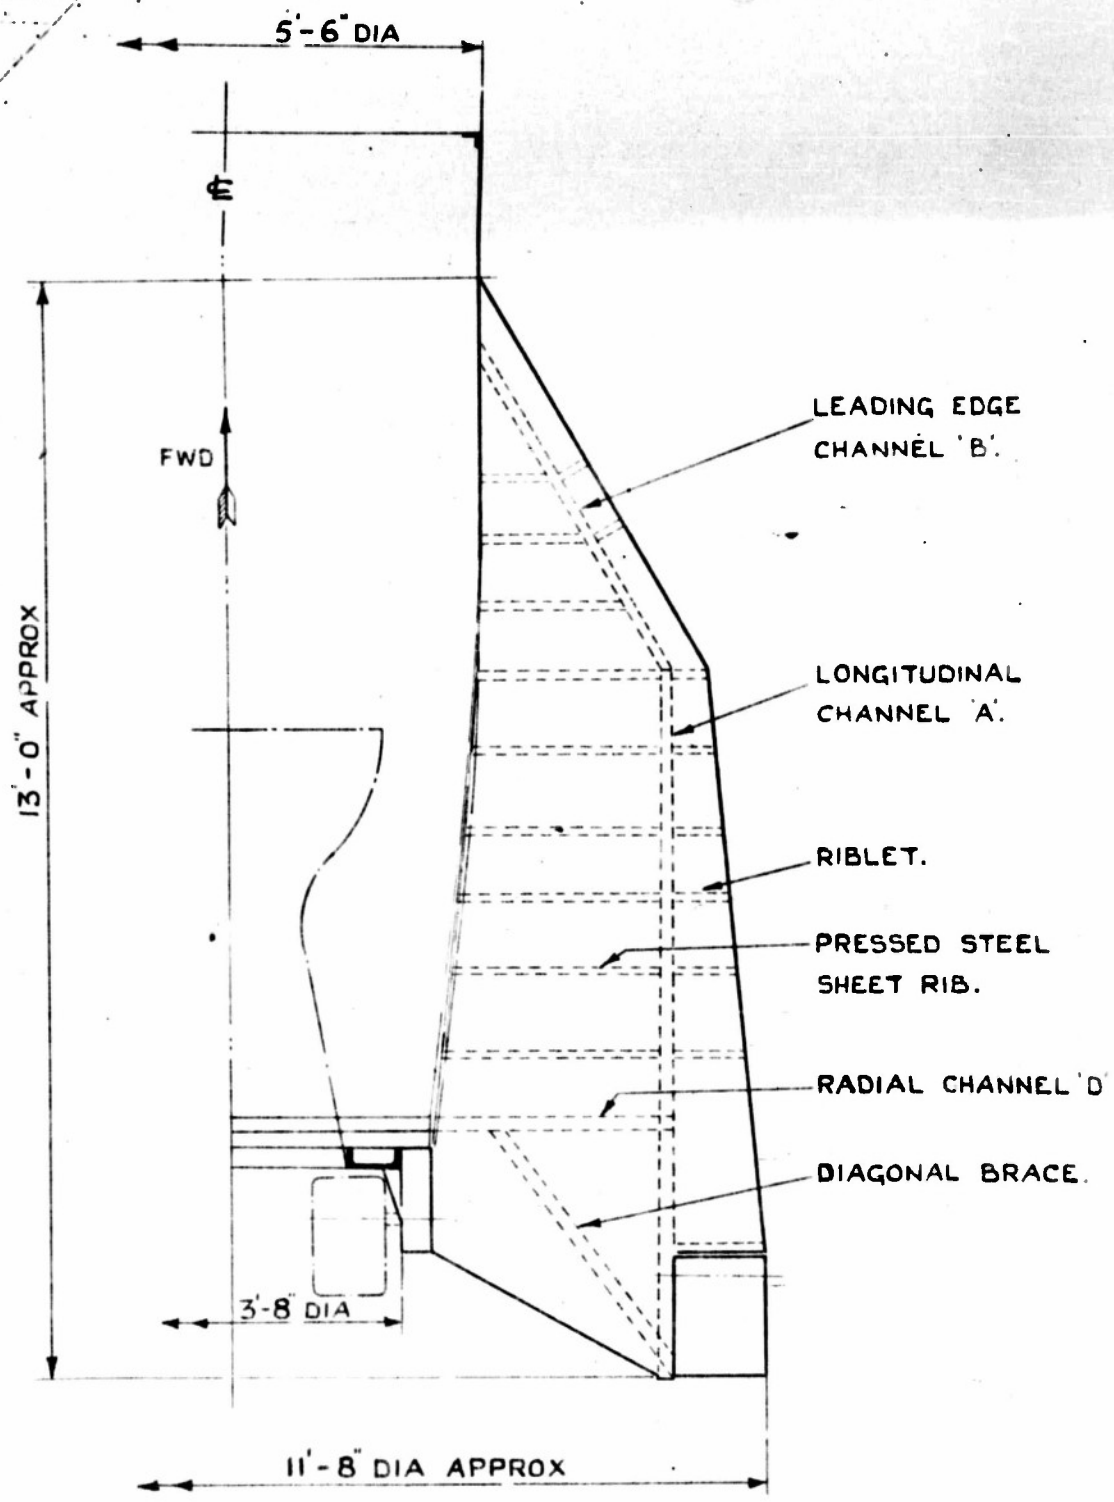 5'-6" DIA
℄
FWD
13'-0" APPROX
LEADING EDGE
CHANNEL 'B'.
LONGITUDINAL
CHANNEL 'A'.
RIBLET.
PRESSED STEEL
SHEET RIB.
RADIAL CHANNEL 'D'
DIAGONAL BRACE.
3'-8" DIA
11'-8" DIA APPROX